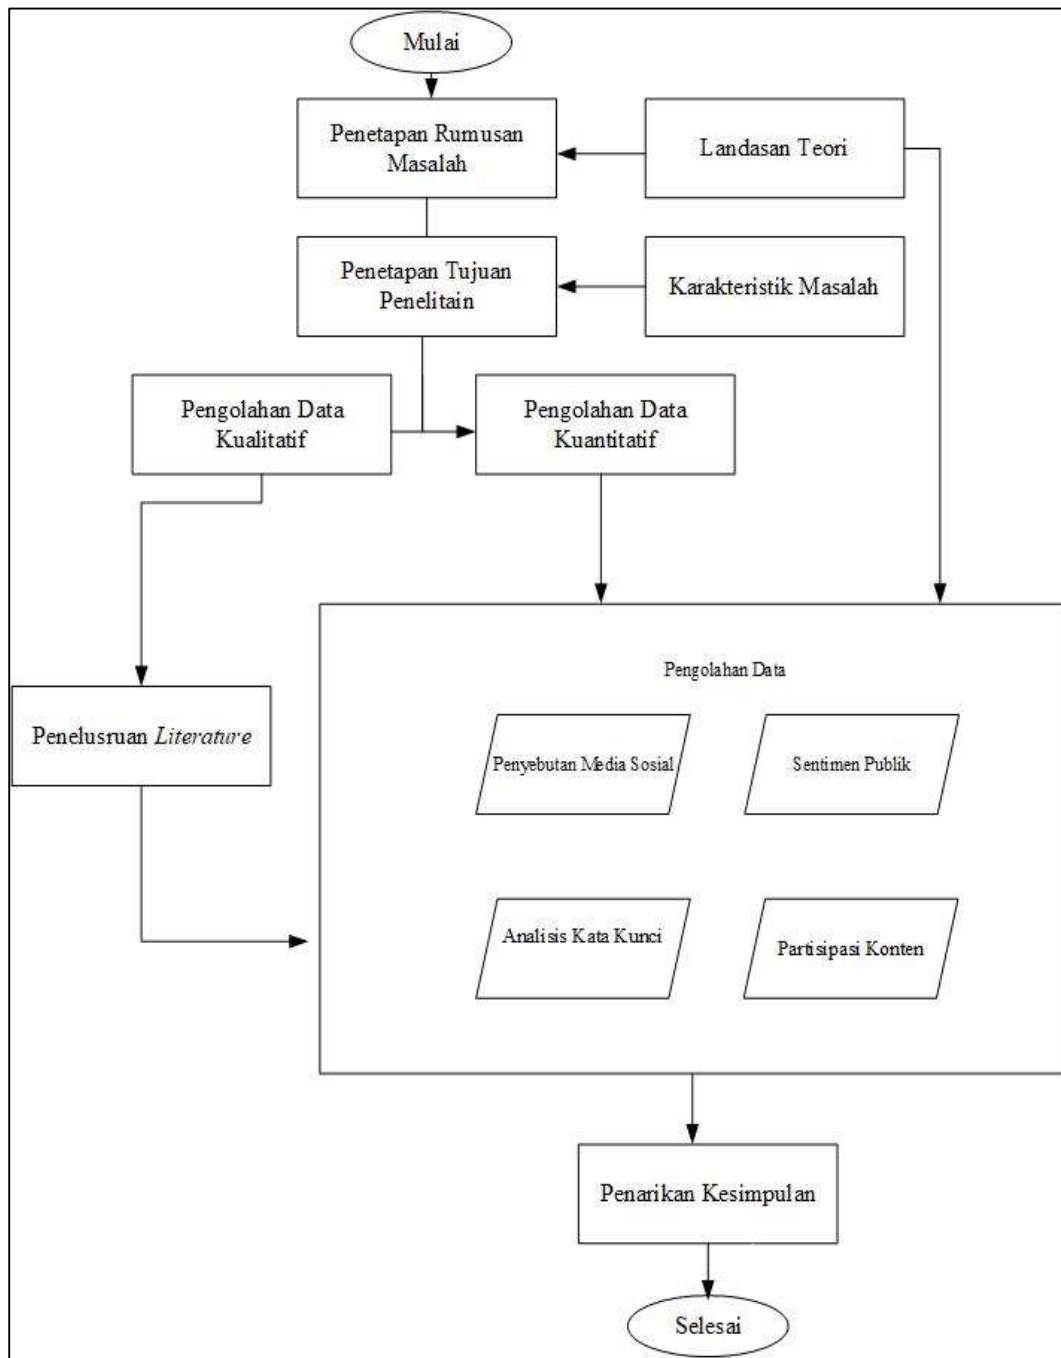 Mulai
Penetapan Rumusan
Masalah
Landasan Teori
Penetapan Tujuan
Penelitain
Karakteristik Masalah
Pengolahan Data
Kualitatif
Pengolahan Data
Kuantitatif
Pengolahan Data
Penelusruan Literature
Penyebutan Media Sosial
Sentimen Publik
Analisis Kata Kunci
Partisipasi Konten
Penarikan Kesimpulan
Selesai